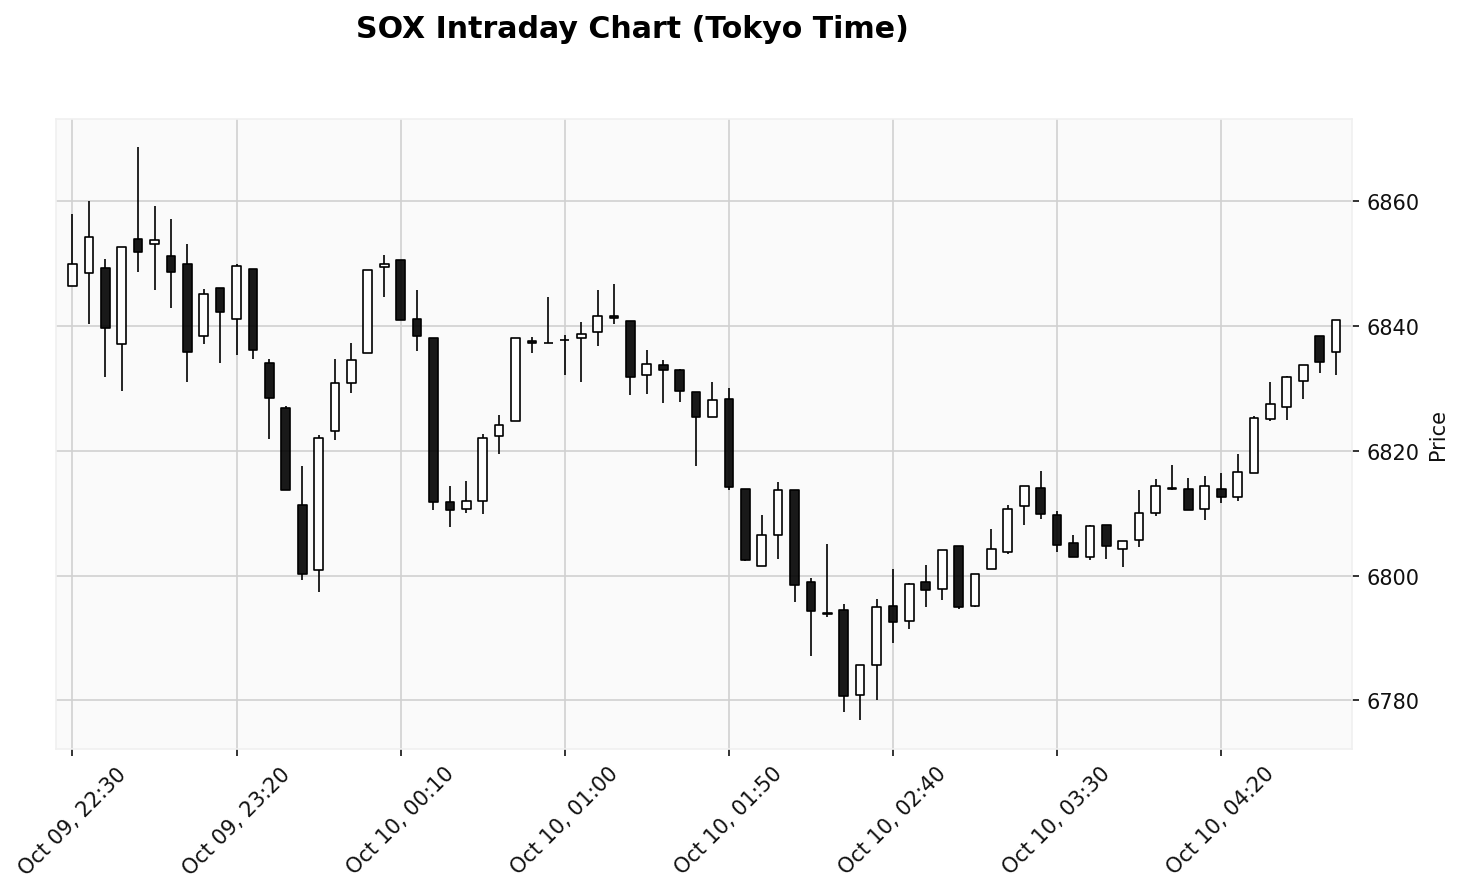 SOX Intraday Chart (Tokyo Time)
6860
6840
6820
6800
6780
Price
Oct 09, 22:30
Oct 09, 23:20
Oct 10, 00:10
Oct 10, 01:00
Oct 10, 01:50
Oct 10, 02:40
Oct 10, 03:30
Oct 10, 04:20